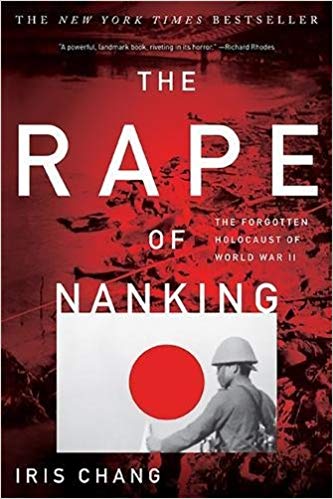 THE NEW YORK TIMES BESTSELLER
"A powerful, landmark book, riveting in its horror." —Richard Rhodes
THE
RAPE
THE FORGOTTEN
HOLOCAUST OF
WORLD WAR II
OF
NANKING
IRIS CHANG